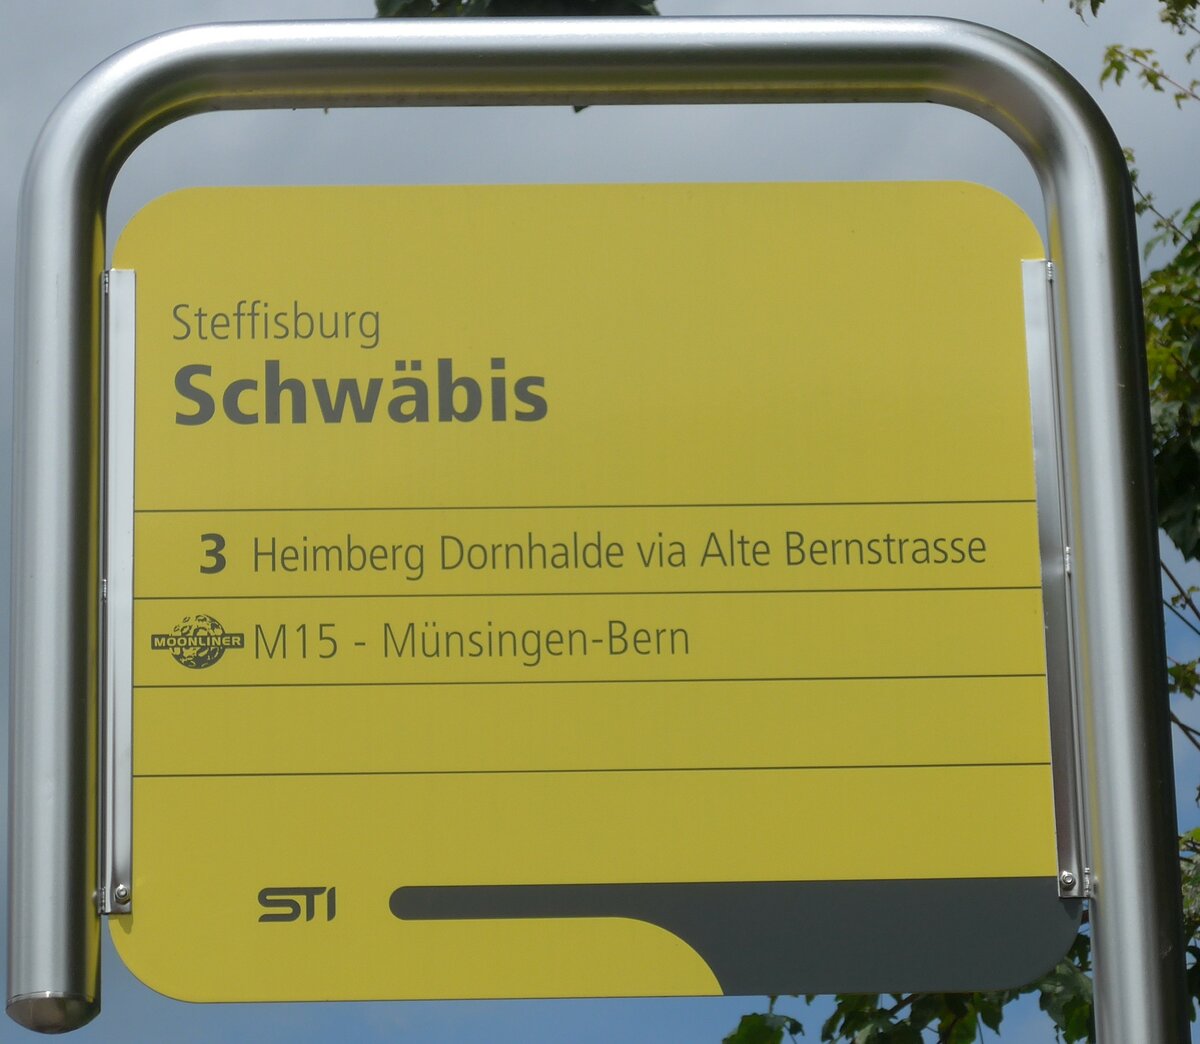 Steffisburg
Schwäbis
3 Heimberg Dornhalde via Alte Bernstrasse
MOONLINER M15 - Münsingen-Bern
STI